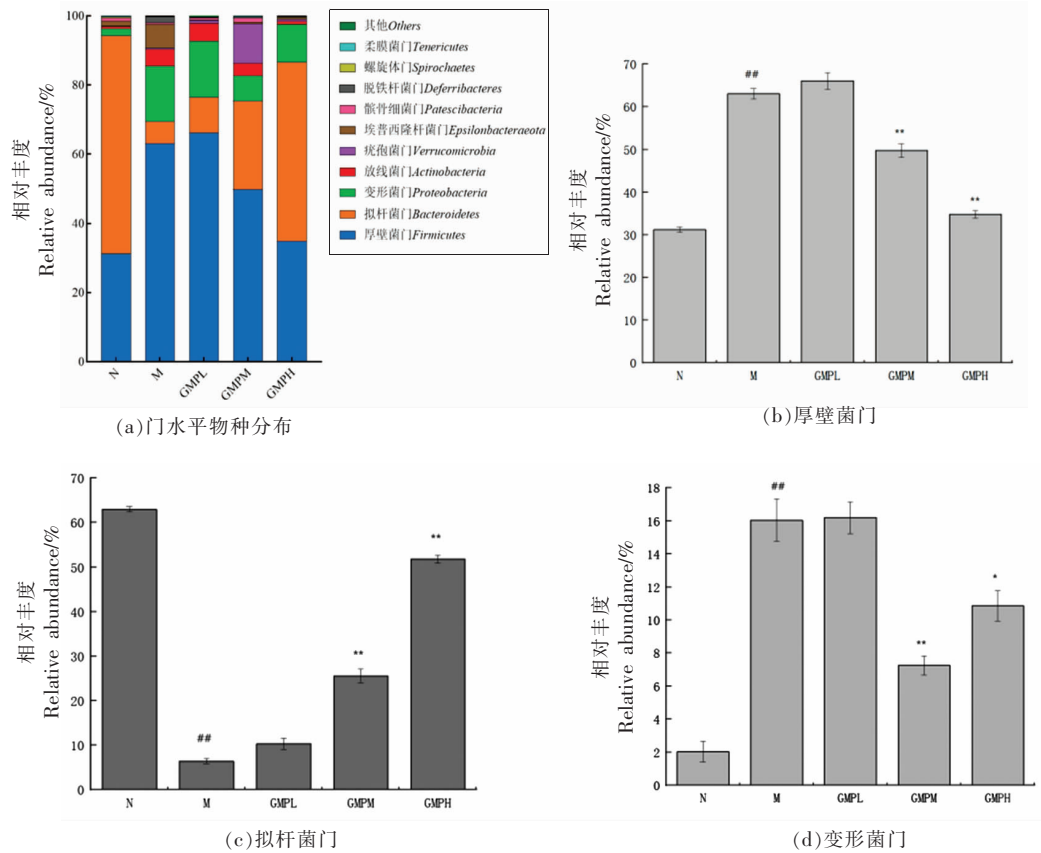 相对丰度
Relative abundance/%
100
80
60
40
20
0
N
M
GMPL
GMPM
GMPH
其他Others
柔膜菌门Tenericutes
螺旋体门Spirochaetes
脱铁杆菌门Deferribacteres
髌骨细菌门Patescibacteria
埃普西隆杆菌门Epsilonbacteraeota
疣孢菌门Verrucomicrobia
放线菌门Actinobacteria
变形菌门Proteobacteria
拟杆菌门Bacteroidetes
厚壁菌门Firmicutes
(a)门水平物种分布
相对丰度
Relative abundance/%
70
60
50
40
30
20
10
0
##
**
**
N
M
GMPL
GMPM
GMPH
(b)厚壁菌门
相对丰度
Relative abundance/%
70
60
50
40
30
20
10
0
##
**
**
N
M
GMPL
GMPM
GMPH
(c)拟杆菌门
相对丰度
Relative abundance/%
18
16
14
12
10
8
6
4
2
0
##
**
*
N
M
GMPL
GMPM
GMPH
(d)变形菌门